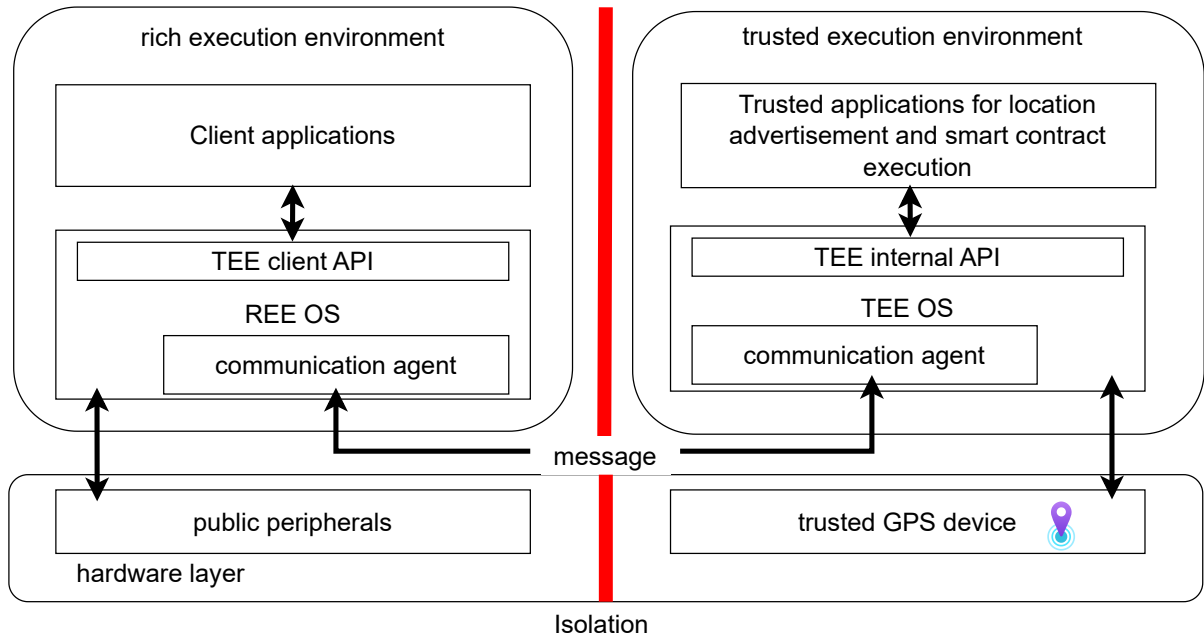 rich execution environment
Client applications
TEE client API
REE OS
communication agent
trusted execution environment
Trusted applications for location
advertisement and smart contract
execution
TEE internal API
TEE OS
communication agent
message
public peripherals
trusted GPS device
hardware layer
Isolation